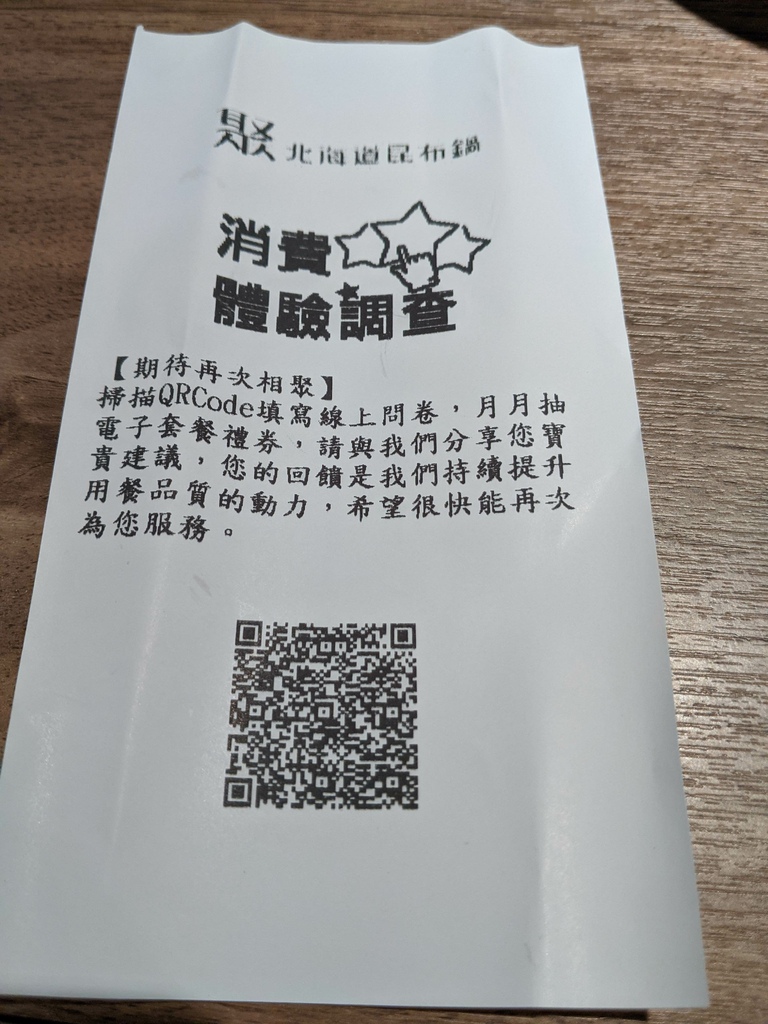 聚 北海道昆布鍋
消費
體驗調查
【期待再次相聚】
掃描QRCode填寫線上問卷，月月抽
電子套餐禮券，請與我們分享您寶
貴建議，您的回饋是我們持續提升
用餐品質的動力，希望很快能再次
為您服務。